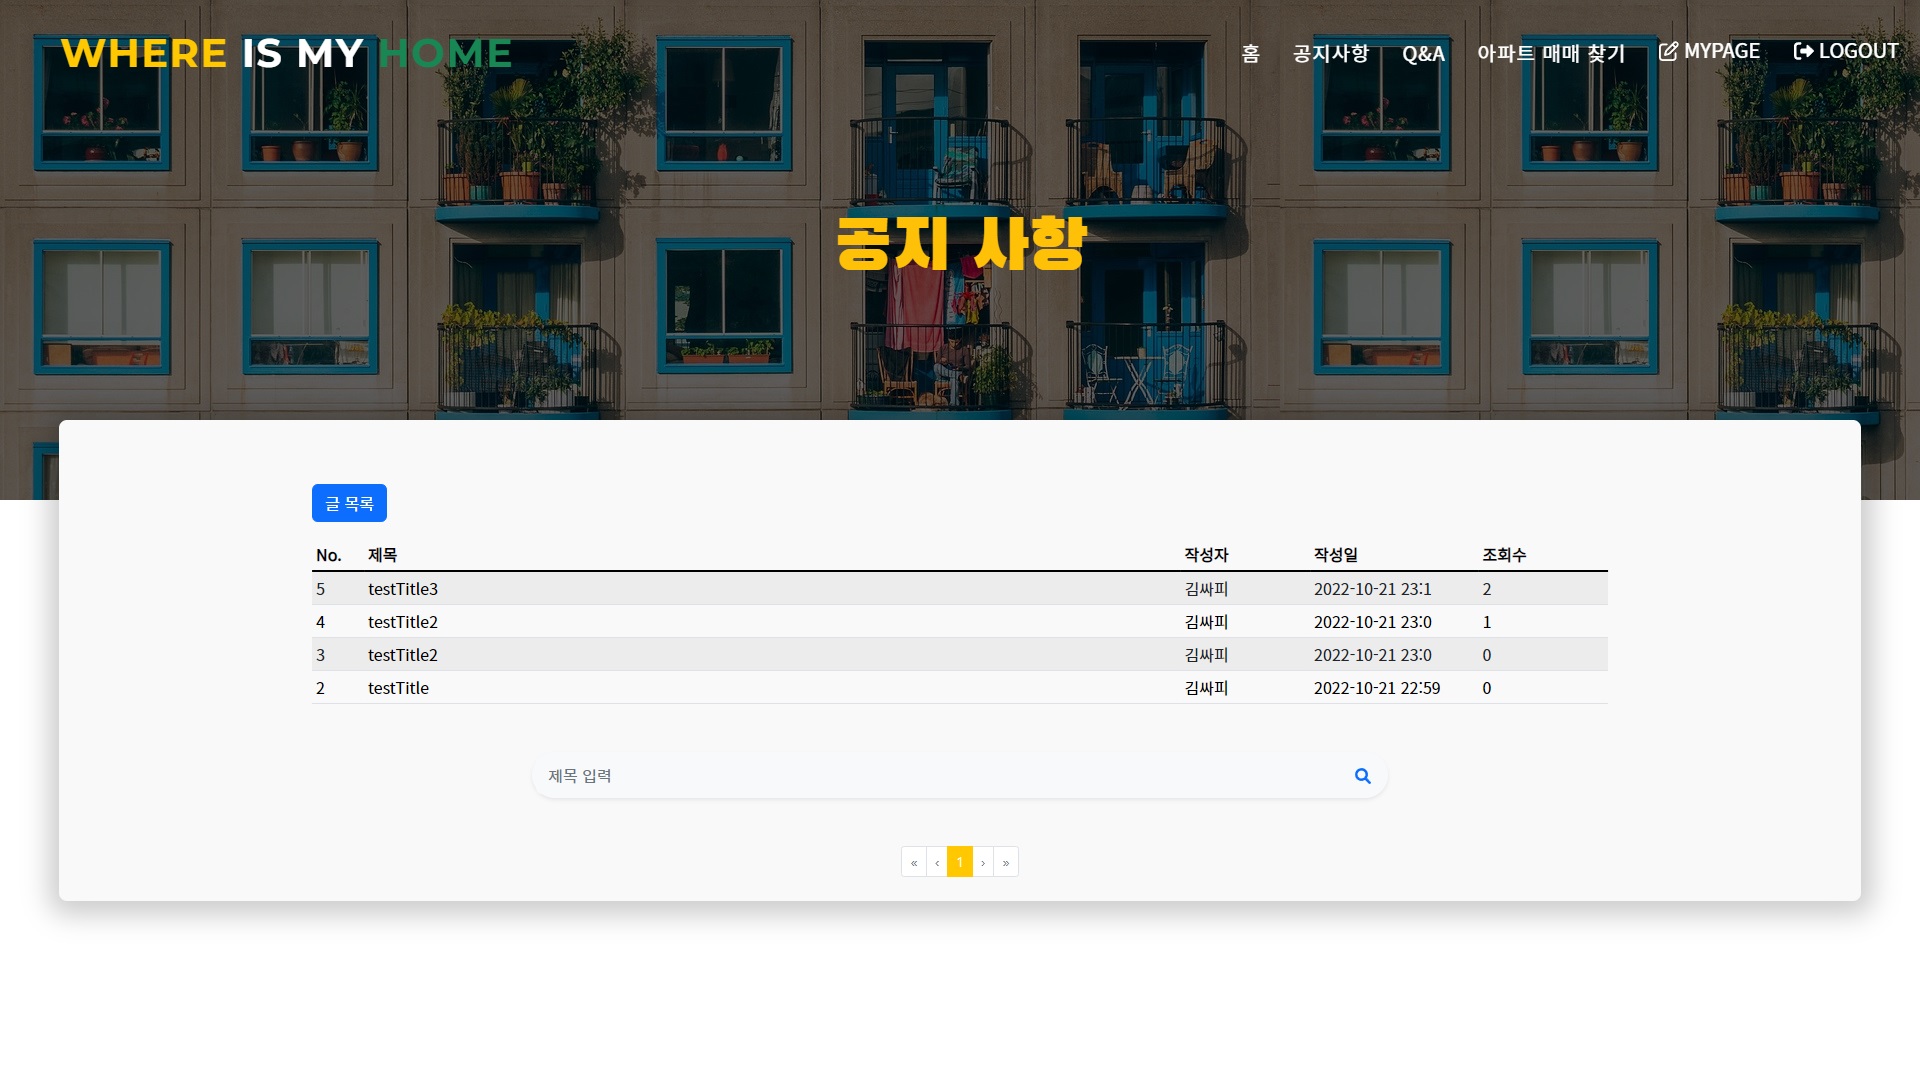 WHERE IS MY HOME
홈 공지사항 Q&A 아파트 매매 찾기 MYPAGE LOGOUT
공지 사항
글 목록
No. 제목 작성자 작성일 조회수
5 testTitle3 김싸피 2022-10-21 23:1 2
4 testTitle2 김싸피 2022-10-21 23:0 1
3 testTitle2 김싸피 2022-10-21 23:0 0
2 testTitle 김싸피 2022-10-21 22:59 0
제목 입력
« ‹ 1 › »